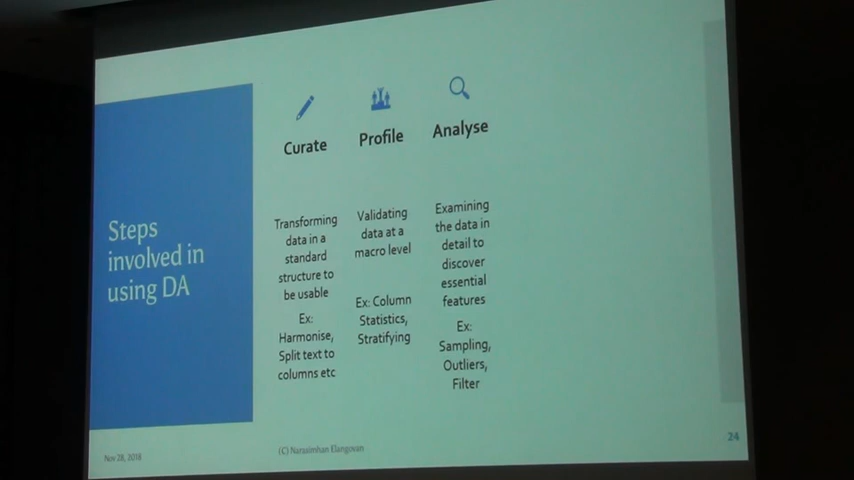 Steps
involved in
using DA
Curate
Transforming
data in a
standard
structure to
be usable
Ex:
Harmonise,
Split text to
columns etc
Profile
Validating
data at a
macro level
Ex: Column
Statistics,
Stratifying
Analyse
Examining
the data in
detail to
discover
essential
features
Ex:
Sampling,
Outliers,
Filter
Nov 28, 2018
(C) Narasimhan Elangovan
24